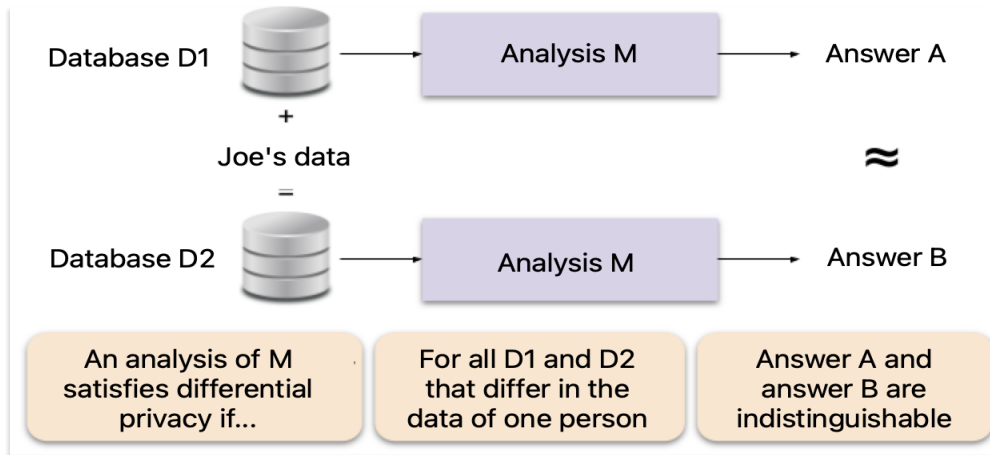 Database D1
Analysis M
Answer A
+
Joe's data
≈
=
Database D2
Analysis M
Answer B
An analysis of M
satisfies differential
privacy if...
For all D1 and D2
that differ in the
data of one person
Answer A and
answer B are
indistinguishable